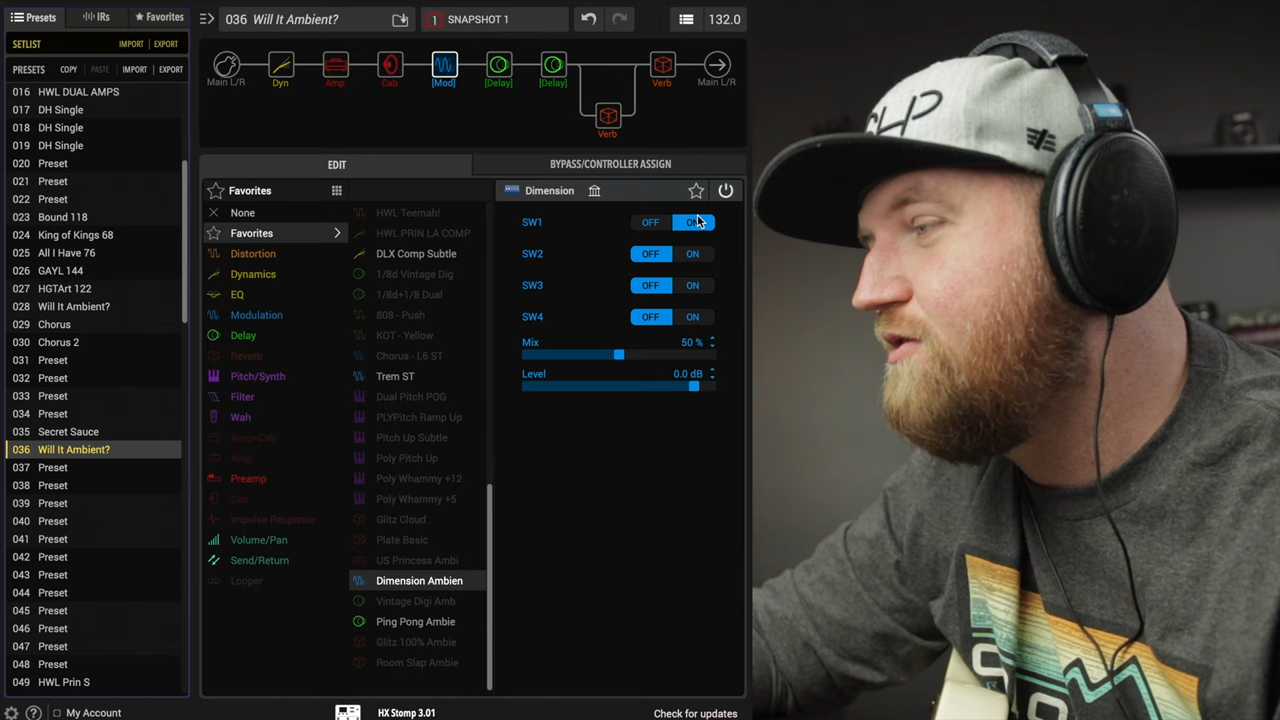 Presets
IRs
Favorites
036 Will It Ambient?
1 SNAPSHOT 1
132.0
SETLIST
IMPORT | EXPORT
PRESETS
COPY
PASTE
IMPORT | EXPORT
016 HWL DUAL AMPS
017 DH Single
018 DH Single
019 DH Single
020 Preset
021 Preset
022 Preset
023 Bound 118
024 King of Kings 68
025 All I Have 76
026 GAYL 144
027 HGTArt 122
028 Will It Ambient?
029 Chorus
030 Chorus 2
031 Preset
032 Preset
033 Preset
034 Preset
035 Secret Sauce
036 Will It Ambient?
037 Preset
038 Preset
039 Preset
040 Preset
041 Preset
042 Preset
043 Preset
044 Preset
045 Preset
046 Preset
047 Preset
048 Preset
049 HWL Prin S
Main L/R
Dyn
Amp
Cab
[Mod]
[Delay]
[Delay]
Verb
Main L/R
Verb
EDIT
BYPASS/CONTROLLER ASSIGN
Favorites
None
Favorites
Distortion
Dynamics
EQ
Modulation
Delay
Reverb
Pitch/Synth
Filter
Wah
Amp+Cab
Amp
Preamp
Cab
Impulse Response
Volume/Pan
Send/Return
Looper
HWL Teemah!
HWL PRIN LA COMP
DLX Comp Subtle
1/8d Vintage Dig
1/8d+1/8 Dual
808 - Push
KOT - Yellow
Chorus - L6 ST
Trem ST
Dual Pitch POG
PLYPitch Ramp Up
Pitch Up Subtle
Poly Pitch Up
Poly Whammy +12
Poly Whammy +5
Glitz Cloud
Plate Basic
US Princess Ambi
Dimension Ambien
Vintage Digi Amb
Ping Pong Ambie
Glitz 100% Ambie
Room Slap Ambie
Dimension
SW1 OFF ON
SW2 OFF ON
SW3 OFF ON
SW4 OFF ON
Mix 50 %
Level 0.0 dB
My Account
HX Stomp 3.01
Check for updates